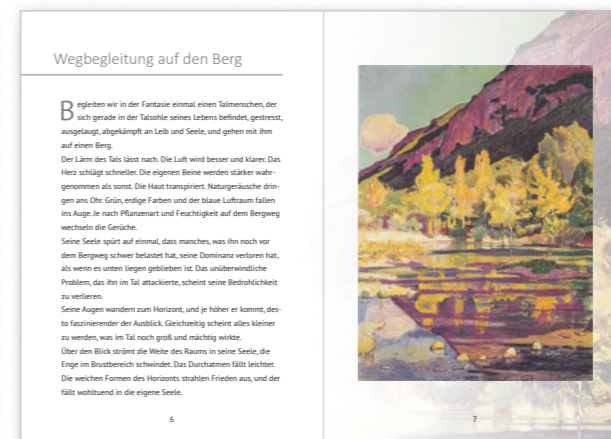 Wegbegleitung auf den Berg
Begleiten wir in der Fantasie einmal einen Talmenschen, der
sich gerade in der Talsohle seines Lebens befindet, gestresst,
ausgelaugt, abgekämpft an Leib und Seele, und gehen mit ihm
auf einen Berg.
Der Lärm des Tals lässt nach. Die Luft wird besser und klarer. Das
Herz schlägt schneller. Die eigenen Beine werden stärker wahr-
genommen als sonst. Die Haut transpiriert. Naturgeräusche drin-
gen ans Ohr. Grün, erdige Farben und der blaue Luftraum fallen
ins Auge. Je nach Pflanzenart und Feuchtigkeit auf dem Bergweg
wechseln die Gerüche.
Seine Seele spürt auf einmal, dass manches, was ihn noch vor
dem Bergweg schwer belastet hat, seine Dominanz verloren hat,
als wenn es unten liegen geblieben ist. Das unüberwindliche
Problem, das ihn im Tal attackierte, scheint seine Bedrohlichkeit
zu verlieren.
Seine Augen wandern zum Horizont, und je höher er kommt, des-
to faszinierender der Ausblick. Gleichzeitig scheint alles kleiner
zu werden, was im Tal noch groß und mächtig wirkte.
Über den Blick strömt die Weite des Raums in seine Seele, die
Enge im Brustbereich schwindet. Das Durchatmen fällt leichter.
Die weichen Formen des Horizonts strahlen Frieden aus, und der
fällt wohltuend in die eigene Seele.
6
7